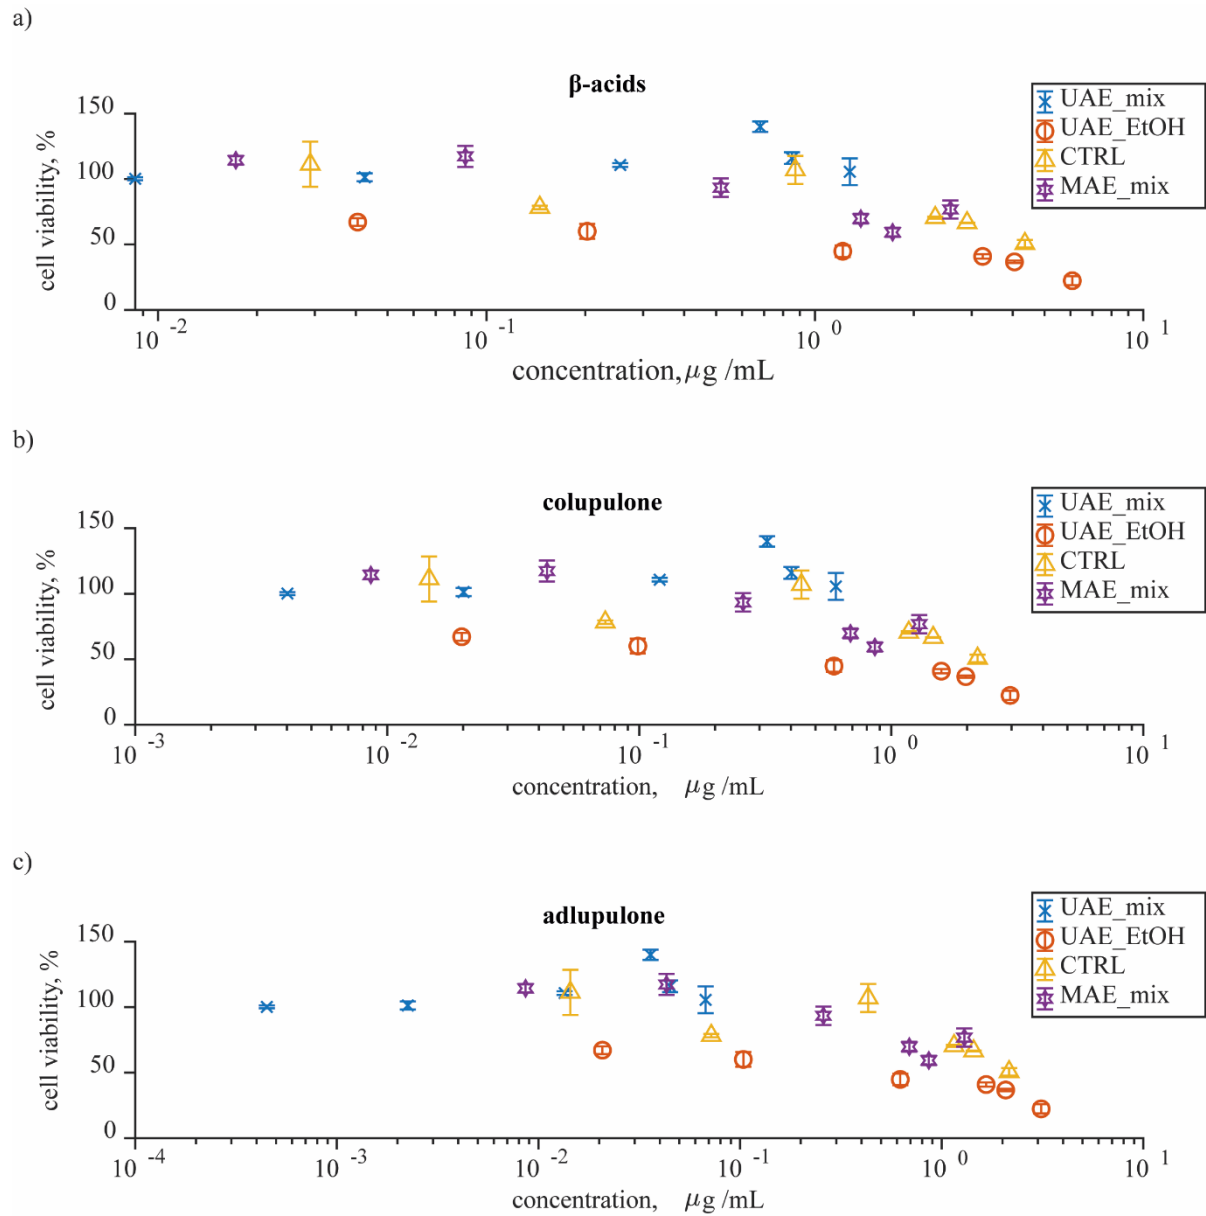 a)
β-acids
150
100
50
0
cell viability, %
10 -2
10 -1
10 0
10 1
concentration, μg /mL
UAE_mix
UAE_EtOH
CTRL
MAE_mix
b)
colupulone
150
100
50
0
cell viability, %
10 -3
10 -2
10 -1
10 0
10 1
concentration, μg /mL
UAE_mix
UAE_EtOH
CTRL
MAE_mix
c)
adlupulone
150
100
50
0
cell viability, %
10 -4
10 -3
10 -2
10 -1
10 0
10 1
concentration, μg /mL
UAE_mix
UAE_EtOH
CTRL
MAE_mix